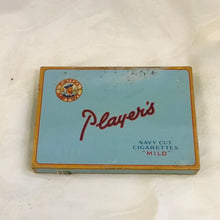 Player's
NAVY CUT
CIGARETTES
"MILD"